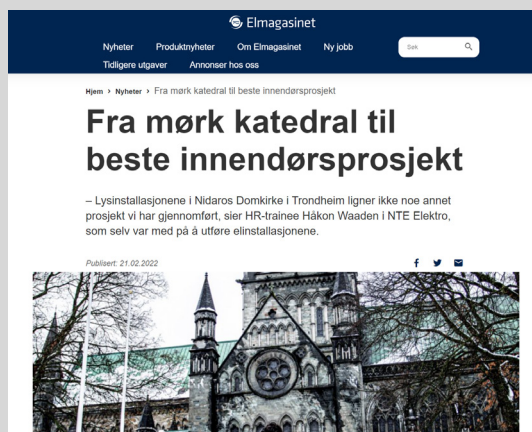 Elmagasinet
Nyheter Produktnyheter Om Elmagasinet Ny jobb
Søk
Tidligere utgaver Annonser hos oss
Hjem > Nyheter > Fra mørk katedral til beste innendørsprosjekt
Fra mørk katedral til
beste innendørsprosjekt
– Lysinstallasjonene i Nidaros Domkirke i Trondheim ligner ikke noe annet
prosjekt vi har gjennomført, sier HR-trainee Håkon Waaden i NTE Elektro,
som selv var med på å utføre elinstallasjonene.
Publisert: 21.02.2022